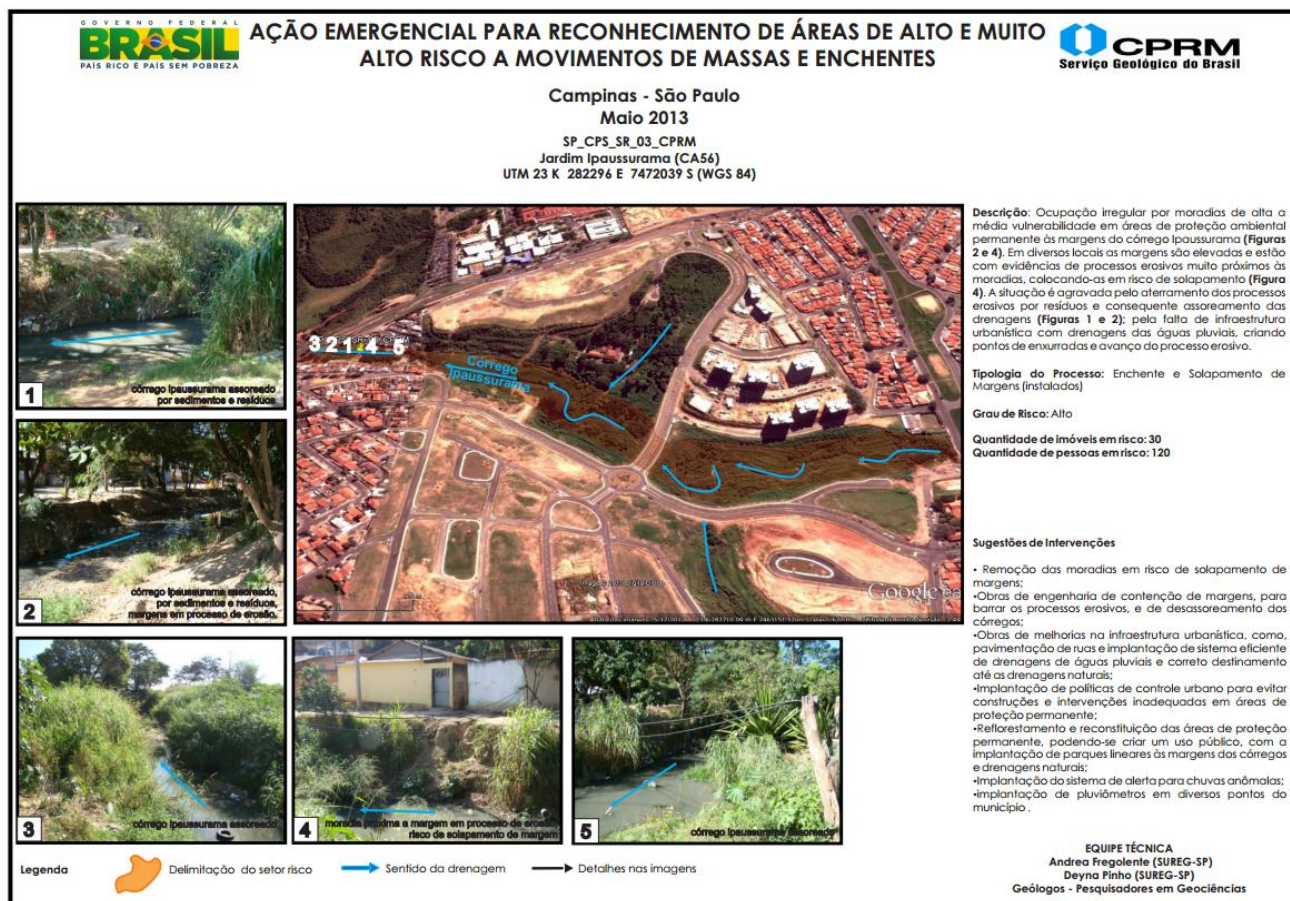 GOVERNO FEDERAL
BRASIL
PAÍS RICO É PAÍS SEM POBREZA
AÇÃO EMERGENCIAL PARA RECONHECIMENTO DE ÁREAS DE ALTO E MUITO
ALTO RISCO A MOVIMENTOS DE MASSAS E ENCHENTES
CPRM
Serviço Geológico do Brasil
Campinas - São Paulo
Maio 2013
SP_CPS_SR_03_CPRM
Jardim Ipaussurama (CA56)
UTM 23 K 282296 E 7472039 S (WGS 84)
1
córrego Ipaussurama assoreado
por sedimentos e resíduos
2
córrego Ipaussurama assoreado,
por sedimentos e resíduos,
margens em processo de erosão.
3
córrego Ipaussurama assoreado
3 2 1 4 5
Córrego
Ipaussurama
Google
4
moradia próxima a margem em processo de erosão,
risco de solapamento de margem
5
córrego Ipaussurama assoreado
Descrição: Ocupação irregular por moradias de alta a
média vulnerabilidade em áreas de proteção ambiental
permanente às margens do córrego Ipaussurama (Figuras
2 e 4). Em diversos locais as margens são elevadas e estão
com evidências de processos erosivos muito próximos às
moradias, colocando-as em risco de solapamento (Figura
4). A situação é agravada pelo aterramento dos processos
erosivos por resíduos e consequente assoreamento das
drenagens (Figuras 1 e 2); pela falta de infraestrutura
urbanística com drenagens das águas pluviais, criando
pontos de enxurradas e avanço do processo erosivo.
Tipologia do Processo: Enchente e Solapamento de
Margens (instalados)
Grau de Risco: Alto
Quantidade de imóveis em risco: 30
Quantidade de pessoas em risco: 120
Sugestões de Intervenções
• Remoção das moradias em risco de solapamento de
margens;
•Obras de engenharia de contenção de margens, para
barrar os processos erosivos, e de desassoreamento dos
córregos;
•Obras de melhorias na infraestrutura urbanística, como,
pavimentação de ruas e implantação de sistema eficiente
de drenagens de águas pluviais e correto destinamento
até as drenagens naturais;
•Implantação de políticas de controle urbano para evitar
construções e intervenções inadequadas em áreas de
proteção permanente;
•Reflorestamento e reconstituição das áreas de proteção
permanente, podendo-se criar um uso público, com a
implantação de parques lineares às margens dos córregos
e drenagens naturais;
•Implantação do sistema de alerta para chuvas anômalas;
•implantação de pluviômetros em diversos pontos do
município .
EQUIPE TÉCNICA
Andrea Fregolente (SUREG-SP)
Deyna Pinho (SUREG-SP)
Geólogos - Pesquisadores em Geociências
Legenda
Delimitação do setor risco
Sentido da drenagem
Detalhes nas imagens